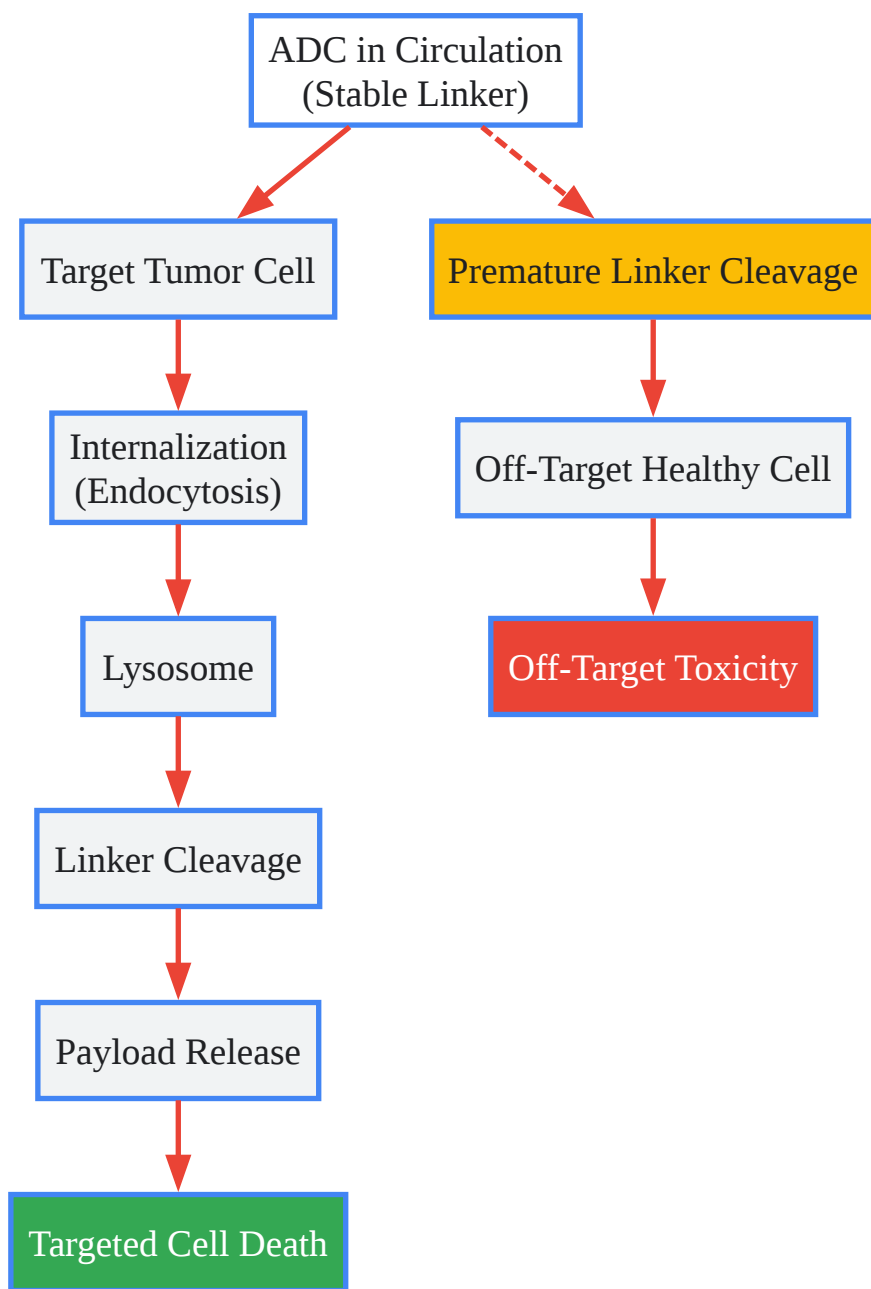 ADC in Circulation
(Stable Linker)
Target Tumor Cell
Premature Linker Cleavage
Internalization
(Endocytosis)
Off-Target Healthy Cell
Lysosome
Off-Target Toxicity
Linker Cleavage
Payload Release
Targeted Cell Death